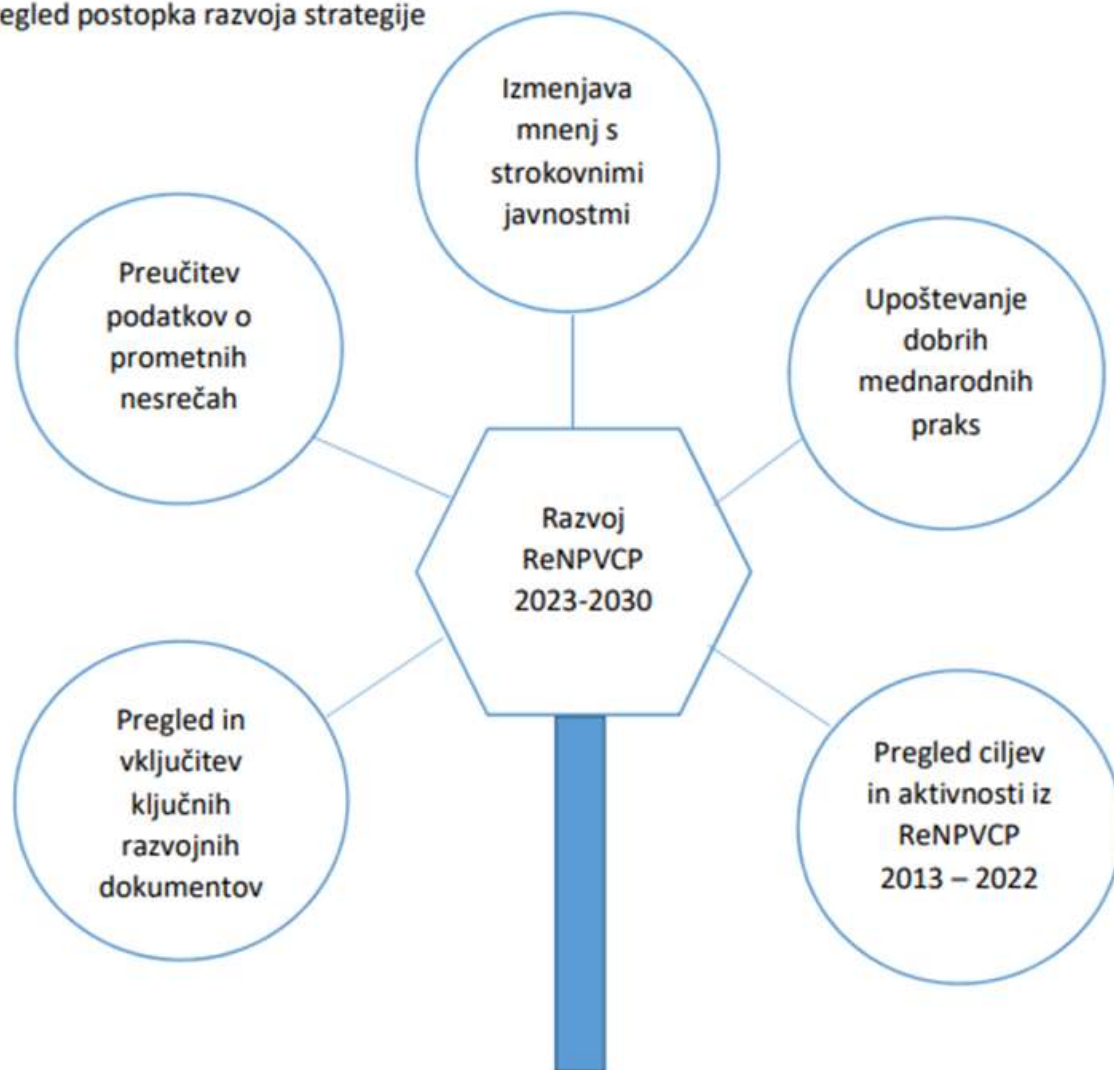 egled postopka razvoja strategije
Izmenjava
mnenj s
strokovnimi
javnostmi
Preučitev
podatkov o
prometnih
nesrečah
Upoštevanje
dobrih
mednarodnih
praks
Razvoj
ReNPVCP
2023-2030
Pregled in
vključitev
ključnih
razvojnih
dokumentov
Pregled ciljev
in aktivnosti iz
ReNPVCP
2013 – 2022